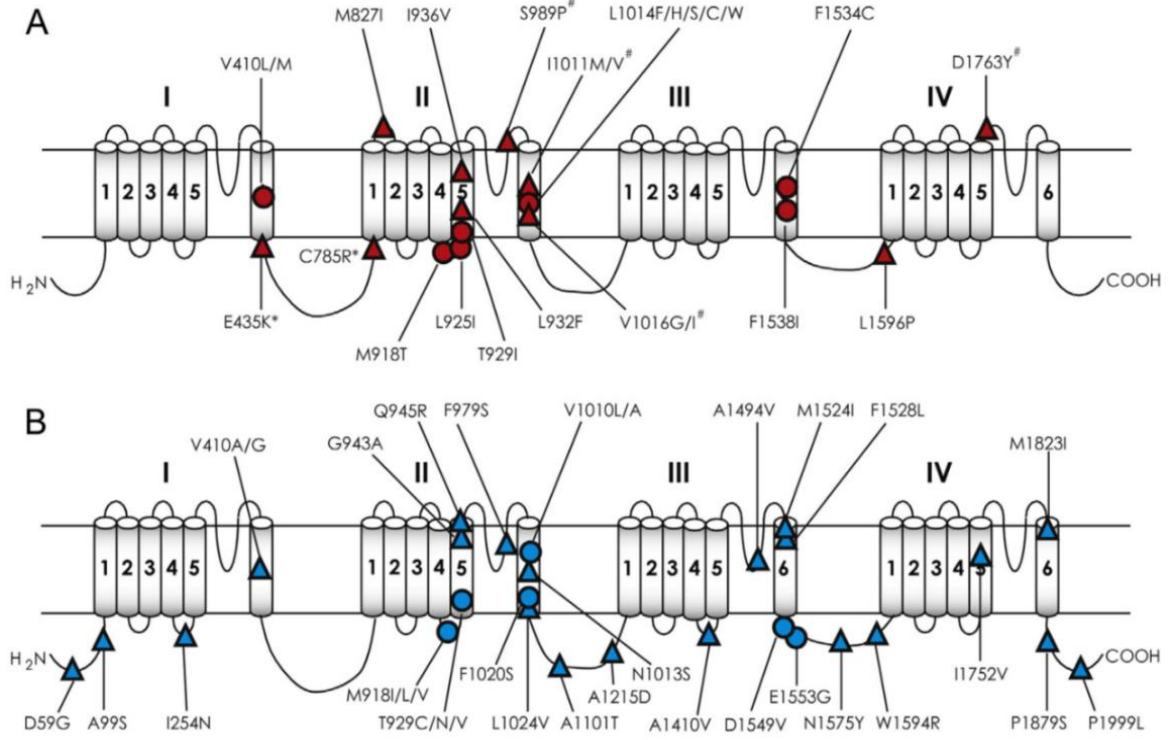 A
M827I I936V S989P# L1014F/H/S/C/W F1534C
V410L/M I1011M/V# D1763Y#
I II III IV
1 2 3 4 5 1 2 3 4 5 1 2 3 4 5 1 2 3 4 5 6
C785R*
H2N COOH
E435K* L925I L932F V1016G/I# F1538I L1596P
M918T T929I
B
Q945R F979S V1010L/A A1494V M1524I F1528L
V410A/G G943A M1823I
I II III IV
1 2 3 4 5 1 2 3 4 5 1 2 3 4 5 6 1 2 3 4 5 6
H2N COOH
F1020S N1013S I1752V
M918I/L/V A1215D E1553G
D59G A99S I254N T929C/N/V L1024V A1101T A1410V D1549V N1575Y W1594R P1879S P1999L